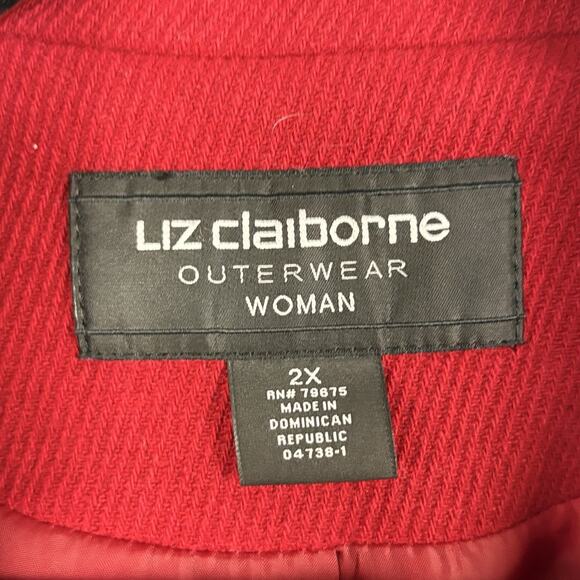 Liz claiborne
OUTERWEAR
WOMAN
2X
RN# 79675
MADE IN
DOMINICAN
REPUBLIC
04738-1